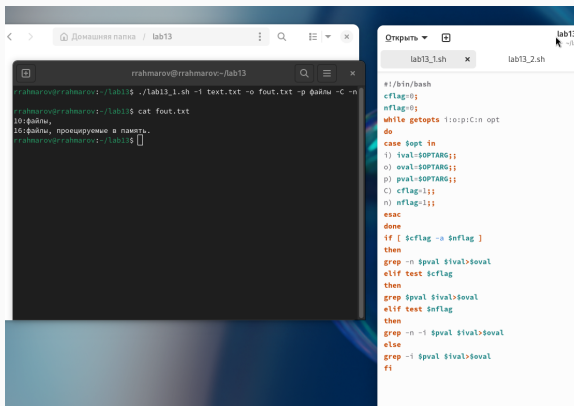 Домашняя папка / lab13
rrahmarov@rrahmarov:~/lab13
rrahmarov@rrahmarov:~/lab13$ ./lab13_1.sh -i text.txt -o fout.txt -p файлы -C -n
rrahmarov@rrahmarov:~/lab13$ cat fout.txt
10:файлы,
16:файлы, проецируемые в память.
rrahmarov@rrahmarov:~/lab13$
Открыть
lab13
~/l
lab13_1.sh
lab13_2.sh
#!/bin/bash
cflag=0;
nflag=0;
while getopts i:o:p:C:n opt
do
case $opt in
i) ival=$OPTARG;;
o) oval=$OPTARG;;
p) pval=$OPTARG;;
C) cflag=1;;
n) nflag=1;;
esac
done
if [ $cflag -a $nflag ]
then
grep -n $pval $ival>$oval
elif test $cflag
then
grep $pval $ival>$oval
elif test $nflag
then
grep -n -i $pval $ival>$oval
else
grep -i $pval $ival>$oval
fi